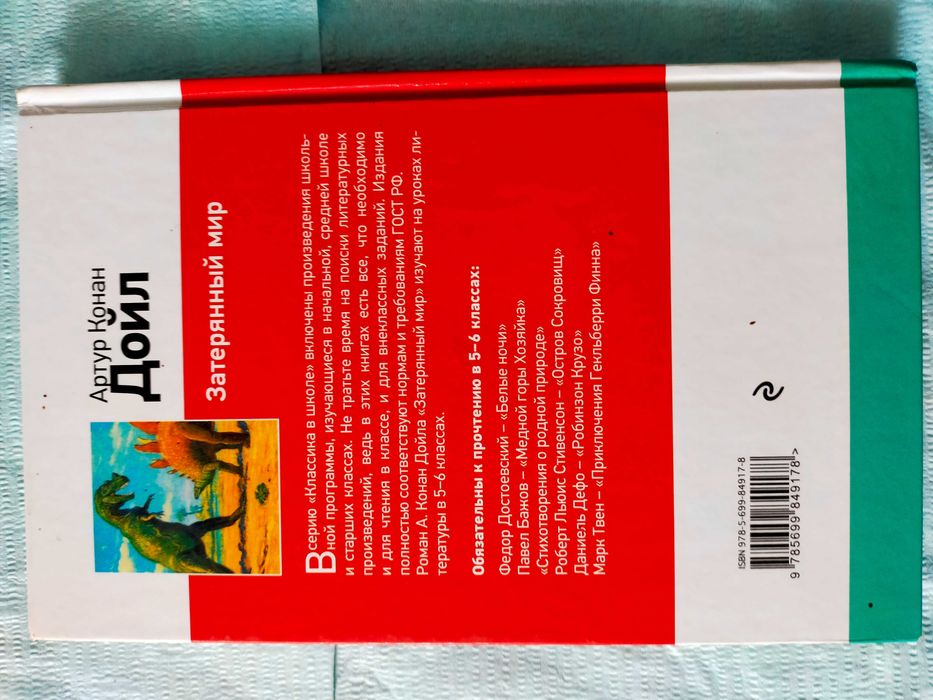 Артур Конан
Дойл
Затерянный мир
В серию «Классика в школе» включены произведения школь-
ной программы, изучающиеся в начальной, средней школе
и старших классах. Не тратьте время на поиски литературных
произведений, ведь в этих книгах есть все, что необходимо
и для чтения в классе, и для внеклассных заданий. Издания
полностью соответствуют нормам и требованиям ГОСТ РФ.
Роман А. Конан Дойла «Затерянный мир» изучают на уроках ли-
тературы в 5–6 классах.
Обязательны к прочтению в 5–6 классах:
Федор Достоевский – «Белые ночи»
Павел Бажов – «Медной горы Хозяйка»
«Стихотворения о родной природе»
Роберт Льюис Стивенсон – «Остров Сокровищ»
Даниель Дефо – «Робинзон Крузо»
Марк Твен – «Приключения Гекльберри Финна»
ISBN 978-5-699-84917-8
9 785699 849178 >